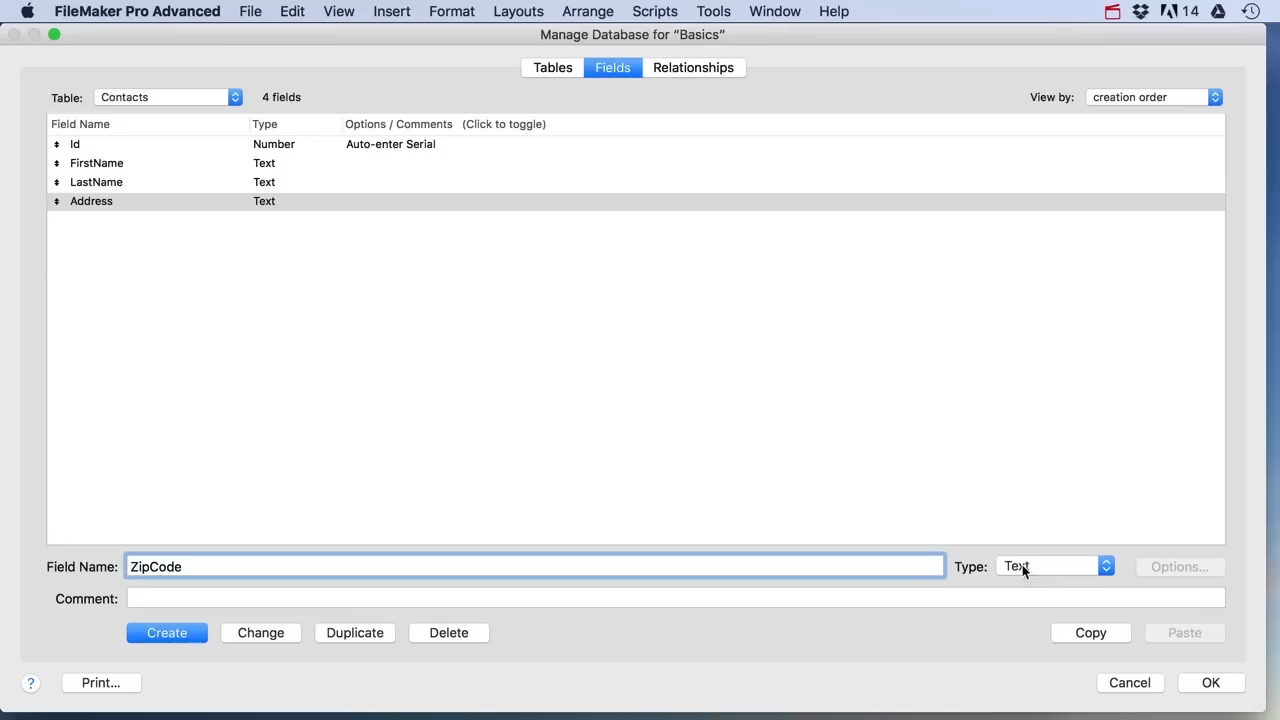 FileMaker Pro Advanced File Edit View Insert Format Layouts Arrange Scripts Tools Window Help 14
Manage Database for “Basics”
Tables Fields Relationships
Table: Contacts 4 fields View by: creation order
Field Name Type Options / Comments (Click to toggle)
Id Number Auto-enter Serial
FirstName Text
LastName Text
Address Text
Field Name: ZipCode Type: Text Options...
Comment:
Create Change Duplicate Delete Copy Paste
? Print... Cancel OK